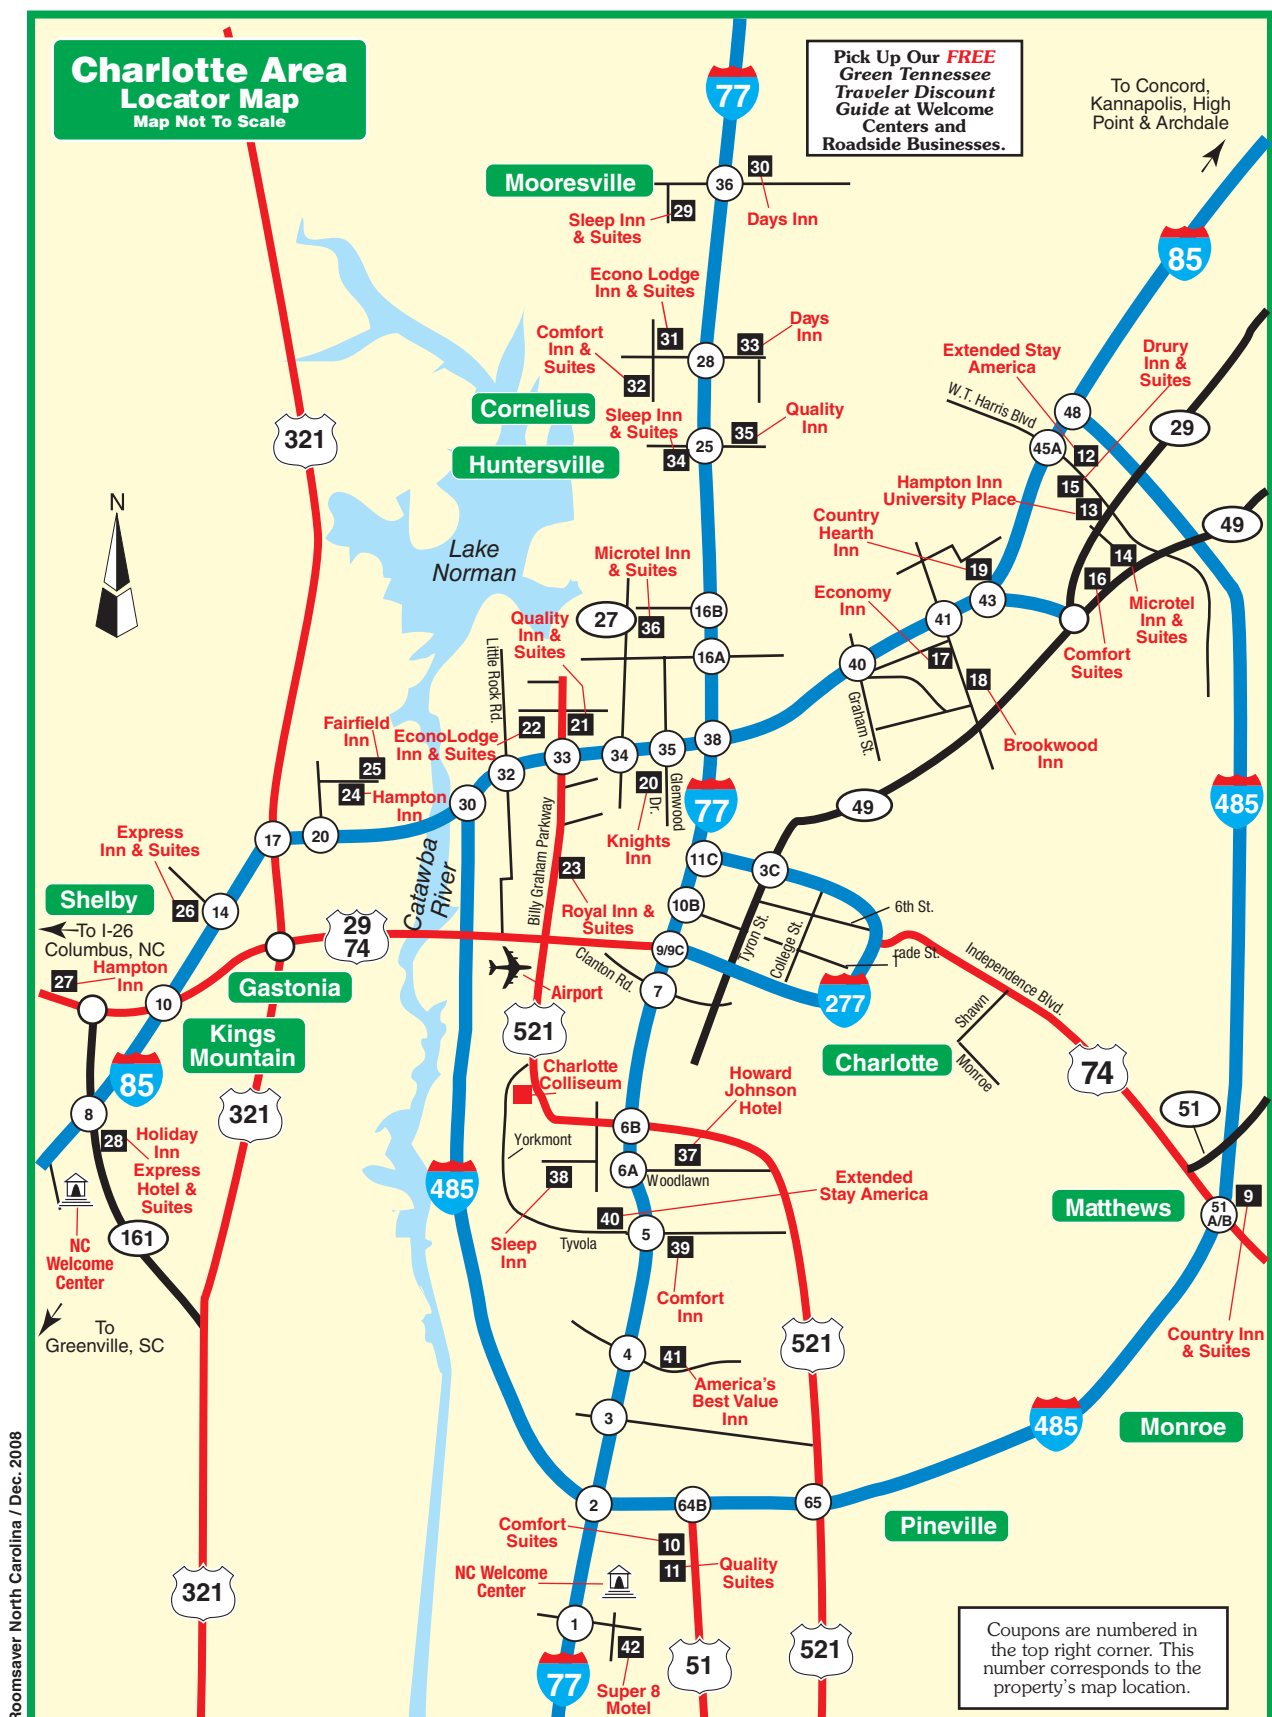 Charlotte Area
Locator Map
Map Not To Scale
77
Pick Up Our FREE
Green Tennessee
Traveler Discount
Guide at Welcome
Centers and
Roadside Businesses.
To Concord,
Kannapolis, High
Point & Archdale
Mooresville
36
30
29
Sleep Inn
& Suites
Days Inn
85
Econo Lodge
Inn & Suites
31
Comfort
Inn &
Suites
32
28
33
Days
Inn
Cornelius
Sleep Inn
& Suites
34
25
35
Quality
Inn
Huntersville
321
Extended Stay
America
Drury
Inn &
Suites
W.T. Harris Blvd
48
45A
12
15
13
29
Hampton Inn
University Place
49
Country
Hearth
Inn
19
14
16
Microtel
Inn &
Suites
Comfort
Suites
N
Lake
Norman
Microtel Inn
& Suites
36
27
16B
16A
Economy
Inn
43
41
40
17
18
Graham St.
Brookwood
Inn
Quality
Inn &
Suites
Little Rock Rd.
22
21
EconoLodge
Inn & Suites
Fairfield
Inn
25
24
Hampton
Inn
33
34
35
38
32
30
20
Glenwood
Dr.
Knights
Inn
77
49
485
Express
Inn & Suites
17
20
26
14
Shelby
To I-26
Columbus, NC
29
74
Catawba
River
Billy Graham Parkway
23
Royal Inn &
Suites
11C
3C
10B
9/9C
7
Tyron St.
College St.
6th St.
rade St.
Independence Blvd.
Clanton Rd.
277
Airport
Hampton
Inn
27
10
Gastonia
Kings
Mountain
85
321
521
Charlotte
Colliseum
Charlotte
Shawn
Monroe
74
51
8
28
Holiday
Inn
Express
Hotel &
Suites
161
NC
Welcome
Center
To
Greenville, SC
485
Howard
Johnson
Hotel
6B
6A
37
Woodlawn
Yorkmont
38
Sleep
Inn
40
Extended
Stay America
Tyvola
5
39
Comfort
Inn
Matthews
51
A/B
9
Country Inn
& Suites
4
41
America's
Best Value
Inn
521
3
485
Monroe
2
64B
65
Pineville
Comfort
Suites
10
11
Quality
Suites
NC Welcome
Center
1
42
Super 8
Motel
77
51
521
321
Coupons are numbered in
the top right corner. This
number corresponds to the
property's map location.
Roomsaver North Carolina / Dec. 2008